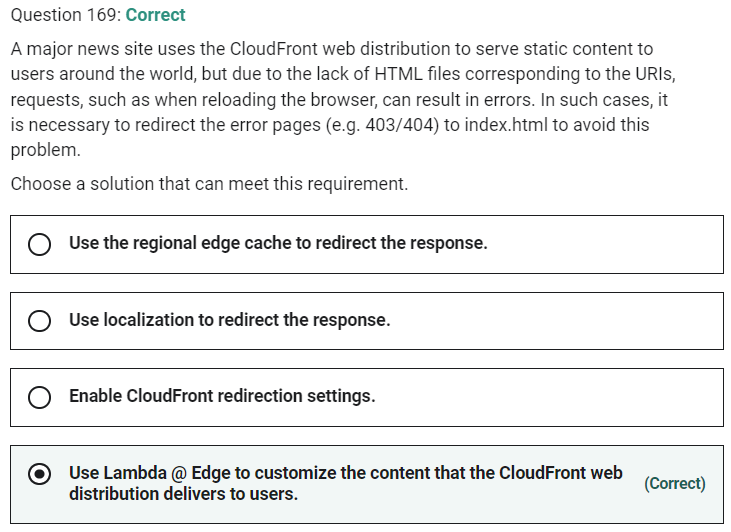 Question 169: Correct
A major news site uses the CloudFront web distribution to serve static content to
users around the world, but due to the lack of HTML files corresponding to the URIs,
requests, such as when reloading the browser, can result in errors. In such cases, it
is necessary to redirect the error pages (e.g. 403/404) to index.html to avoid this
problem.
Choose a solution that can meet this requirement.
Use the regional edge cache to redirect the response.
Use localization to redirect the response.
Enable CloudFront redirection settings.
Use Lambda @ Edge to customize the content that the CloudFront web
distribution delivers to users.
(Correct)